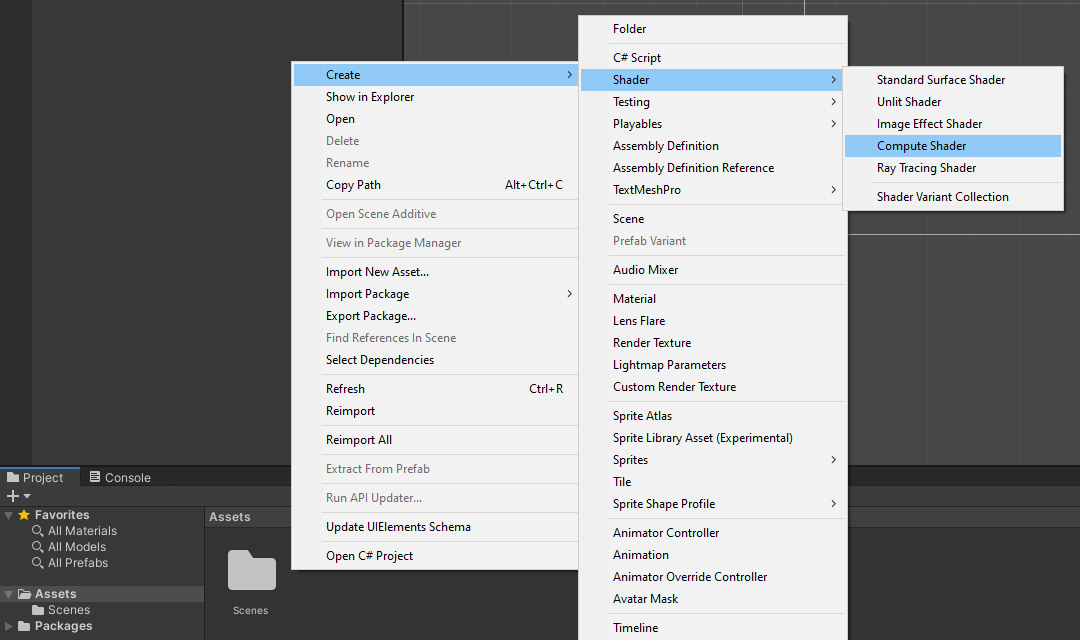 Create
Show in Explorer
Open
Delete
Rename
Copy Path Alt+Ctrl+C
Open Scene Additive
View in Package Manager
Import New Asset...
Import Package
Export Package...
Find References In Scene
Select Dependencies
Refresh Ctrl+R
Reimport
Reimport All
Extract From Prefab
Run API Updater...
Update UIElements Schema
Open C# Project
Folder
C# Script
Shader
Testing
Playables
Assembly Definition
Assembly Definition Reference
TextMeshPro
Scene
Prefab Variant
Audio Mixer
Material
Lens Flare
Render Texture
Lightmap Parameters
Custom Render Texture
Sprite Atlas
Sprite Library Asset (Experimental)
Sprites
Tile
Sprite Shape Profile
Animator Controller
Animation
Animator Override Controller
Avatar Mask
Timeline
Standard Surface Shader
Unlit Shader
Image Effect Shader
Compute Shader
Ray Tracing Shader
Shader Variant Collection
Project Console
Favorites
All Materials
All Models
All Prefabs
Assets
Scenes
Packages
Assets
Scenes